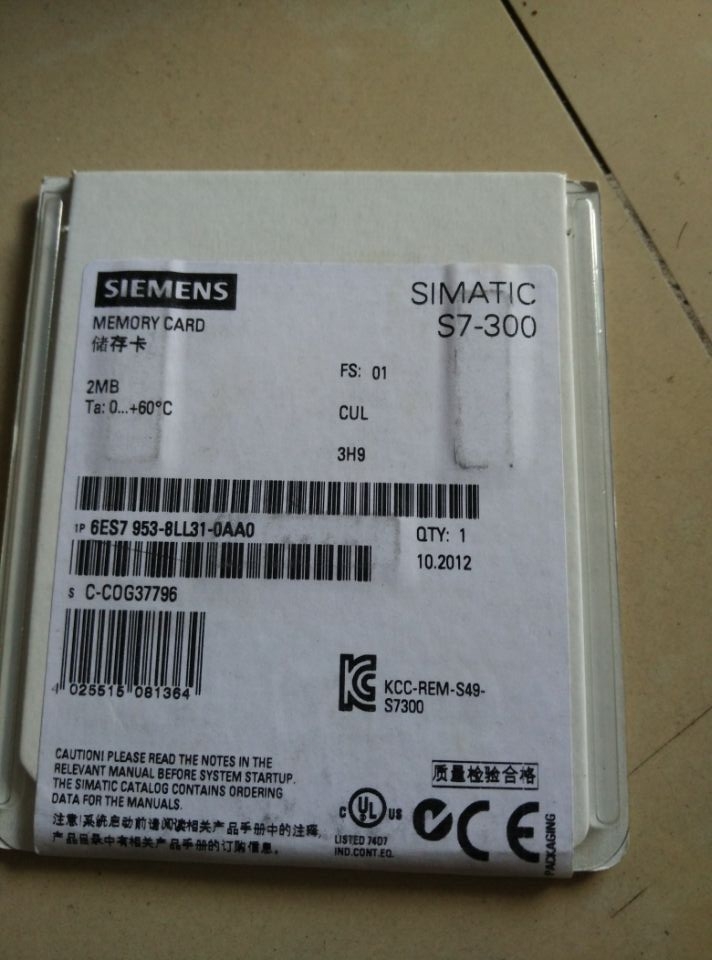 SIEMENS
SIMATIC
S7-300
MEMORY CARD
储存卡
2MB
Ta: 0...+60°C
FS: 01
CUL
3H9
1P 6ES7 953-8LL31-0AA0
QTY: 1
10.2012
S C-C0G37796
4 025515 081364
KCC-REM-S49-
S7300
CAUTION! PLEASE READ THE NOTES IN THE
RELEVANT MANUAL BEFORE SYSTEM STARTUP.
THE SIMATIC CATALOG CONTAINS ORDERING
DATA FOR THE MANUALS.
注意!系统启动前请阅读相关产品手册中的注释,
产品目录中有相关产品手册的订购信息。
质量检验合格
C UL US
LISTED 74D7
IND.CONT.EQ.
CE
PACKAGING